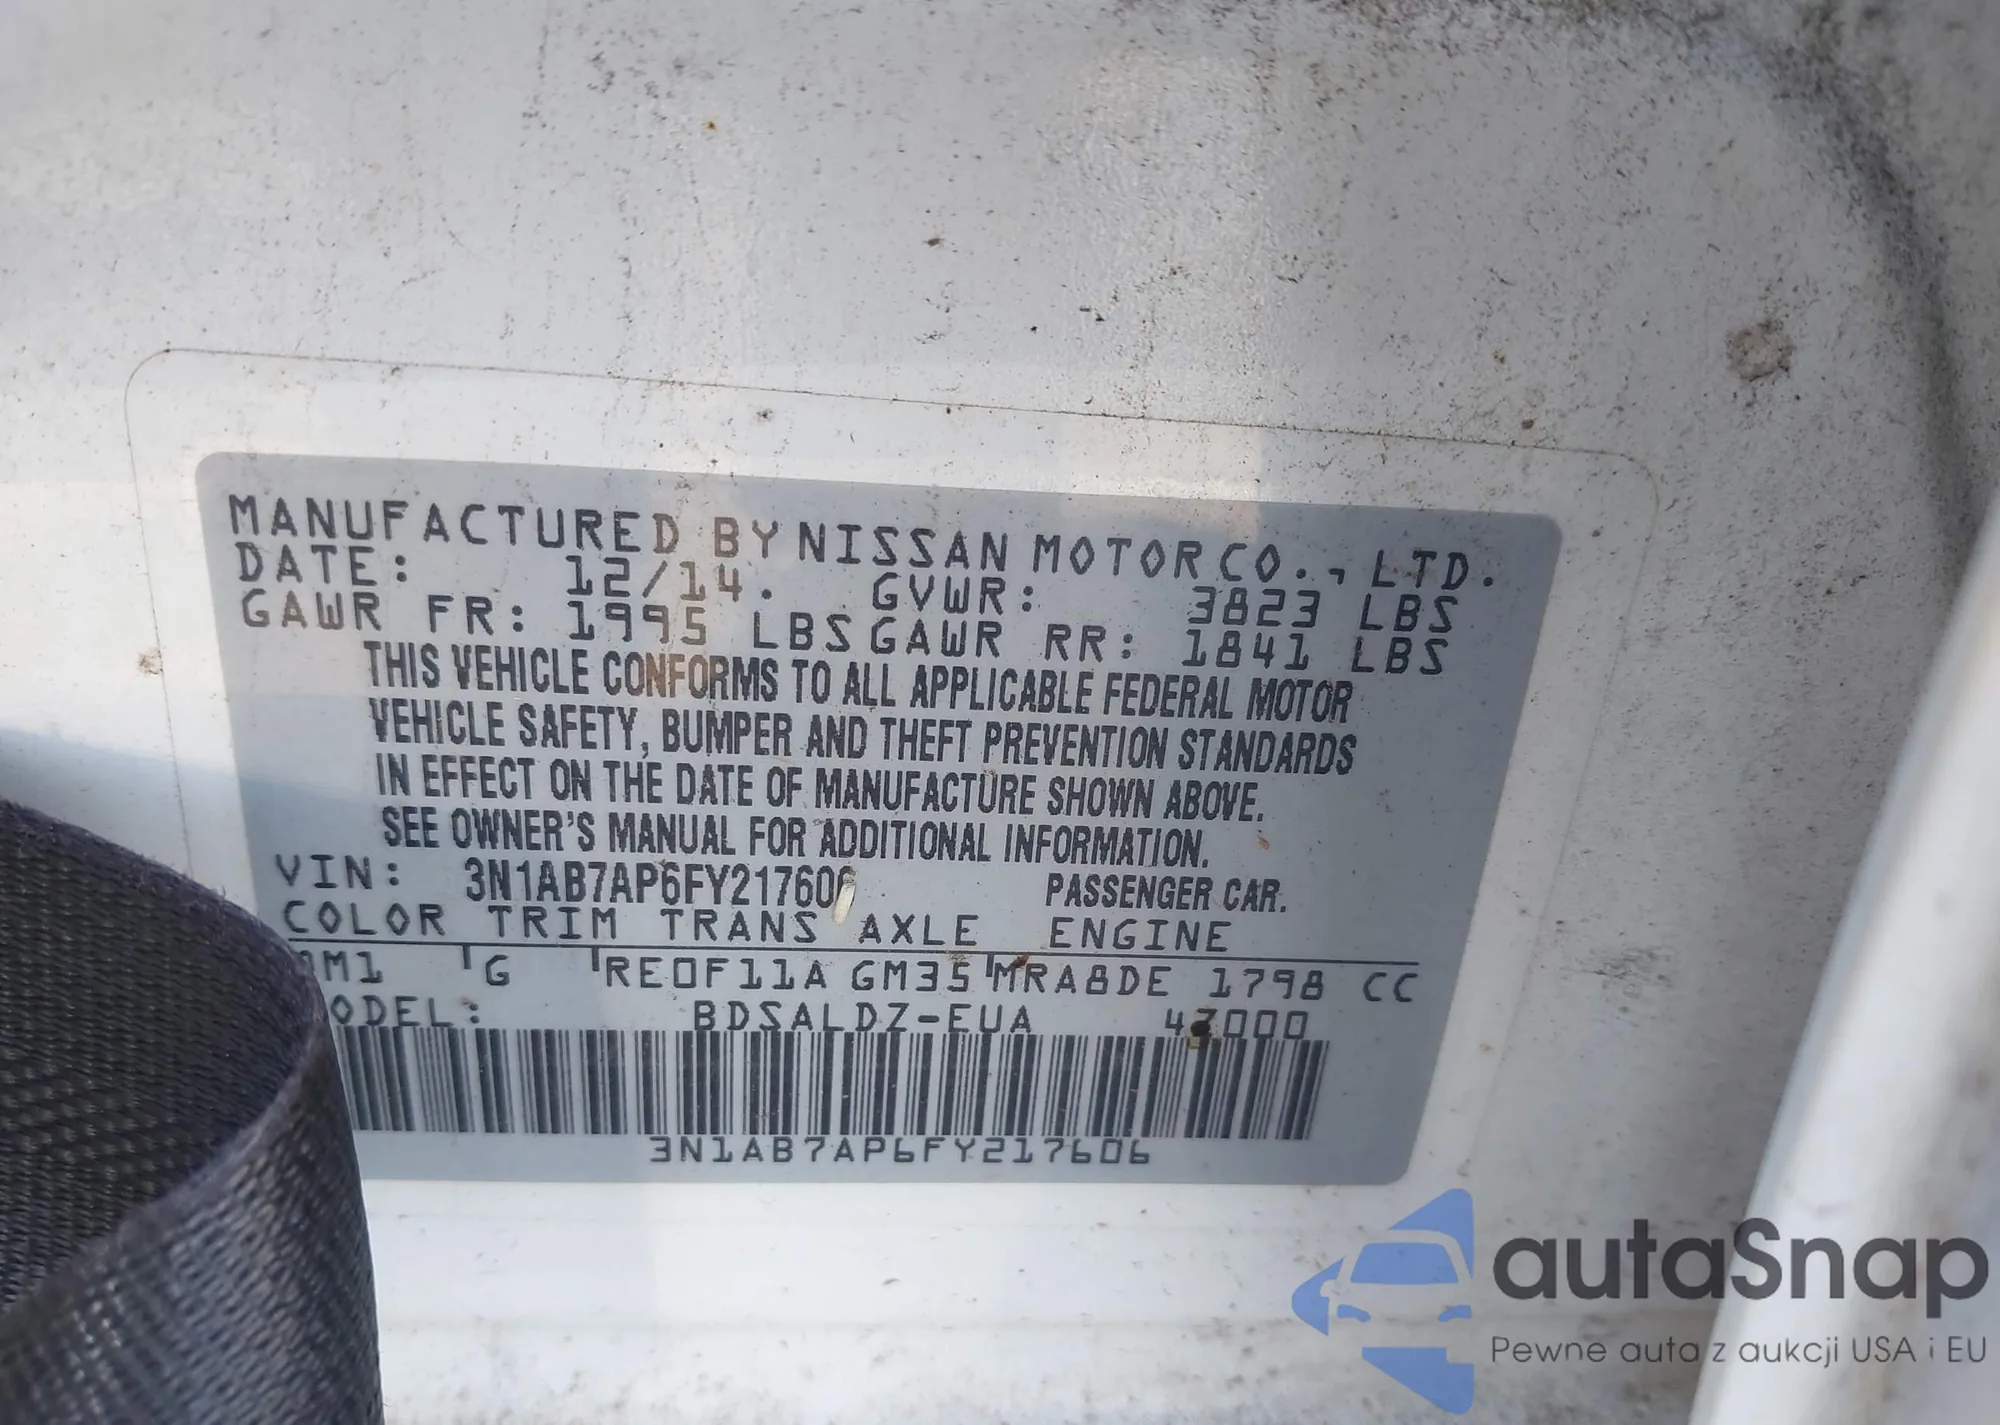 MANUFACTURED BY NISSAN MOTOR CO., LTD.
DATE: 12/14. GVWR: 3823 LBS
GAWR FR: 1995 LBS GAWR RR: 1841 LBS
THIS VEHICLE CONFORMS TO ALL APPLICABLE FEDERAL MOTOR
VEHICLE SAFETY, BUMPER AND THEFT PREVENTION STANDARDS
IN EFFECT ON THE DATE OF MANUFACTURE SHOWN ABOVE.
SEE OWNER'S MANUAL FOR ADDITIONAL INFORMATION.
VIN: 3N1AB7AP6FY217606 PASSENGER CAR.
COLOR TRIM TRANS AXLE ENGINE
G RE0F11A GM35 MRA8DE 1798 CC
BDSALDZ-EUA
3N1AB7AP6FY217606
autaSnap
Pewne auta z aukcji USA i EU